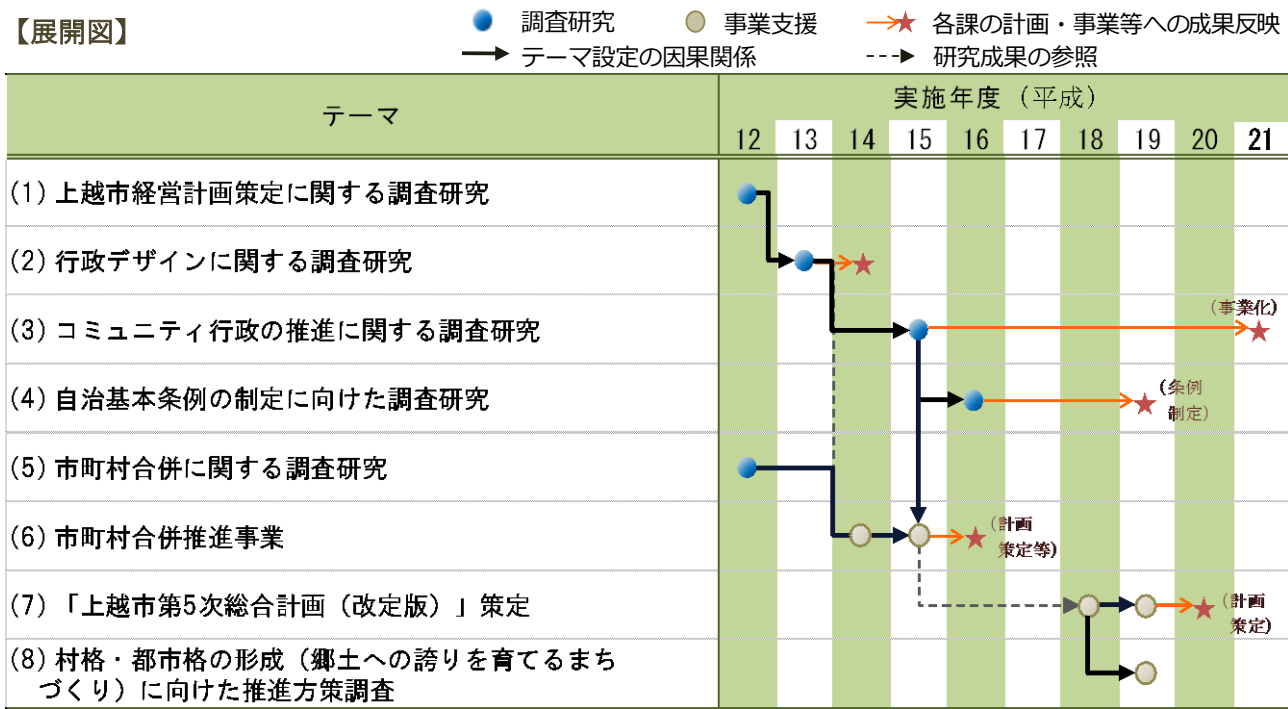 【展開図】
調査研究 事業支援 各課の計画・事業等への成果反映
テーマ設定の因果関係 研究成果の参照
テーマ
実施年度（平成）
12 13 14 15 16 17 18 19 20 21
(1) 上越市経営計画策定に関する調査研究
(2) 行政デザインに関する調査研究
(3) コミュニティ行政の推進に関する調査研究
(事業化)
(4) 自治基本条例の制定に向けた調査研究
(条例
制定)
(5) 市町村合併に関する調査研究
(6) 市町村合併推進事業
(計画
策定等)
(7) 「上越市第5次総合計画（改定版）」策定
(計画
策定)
(8) 村格・都市格の形成（郷土への誇りを育てるまち
づくり）に向けた推進方策調査